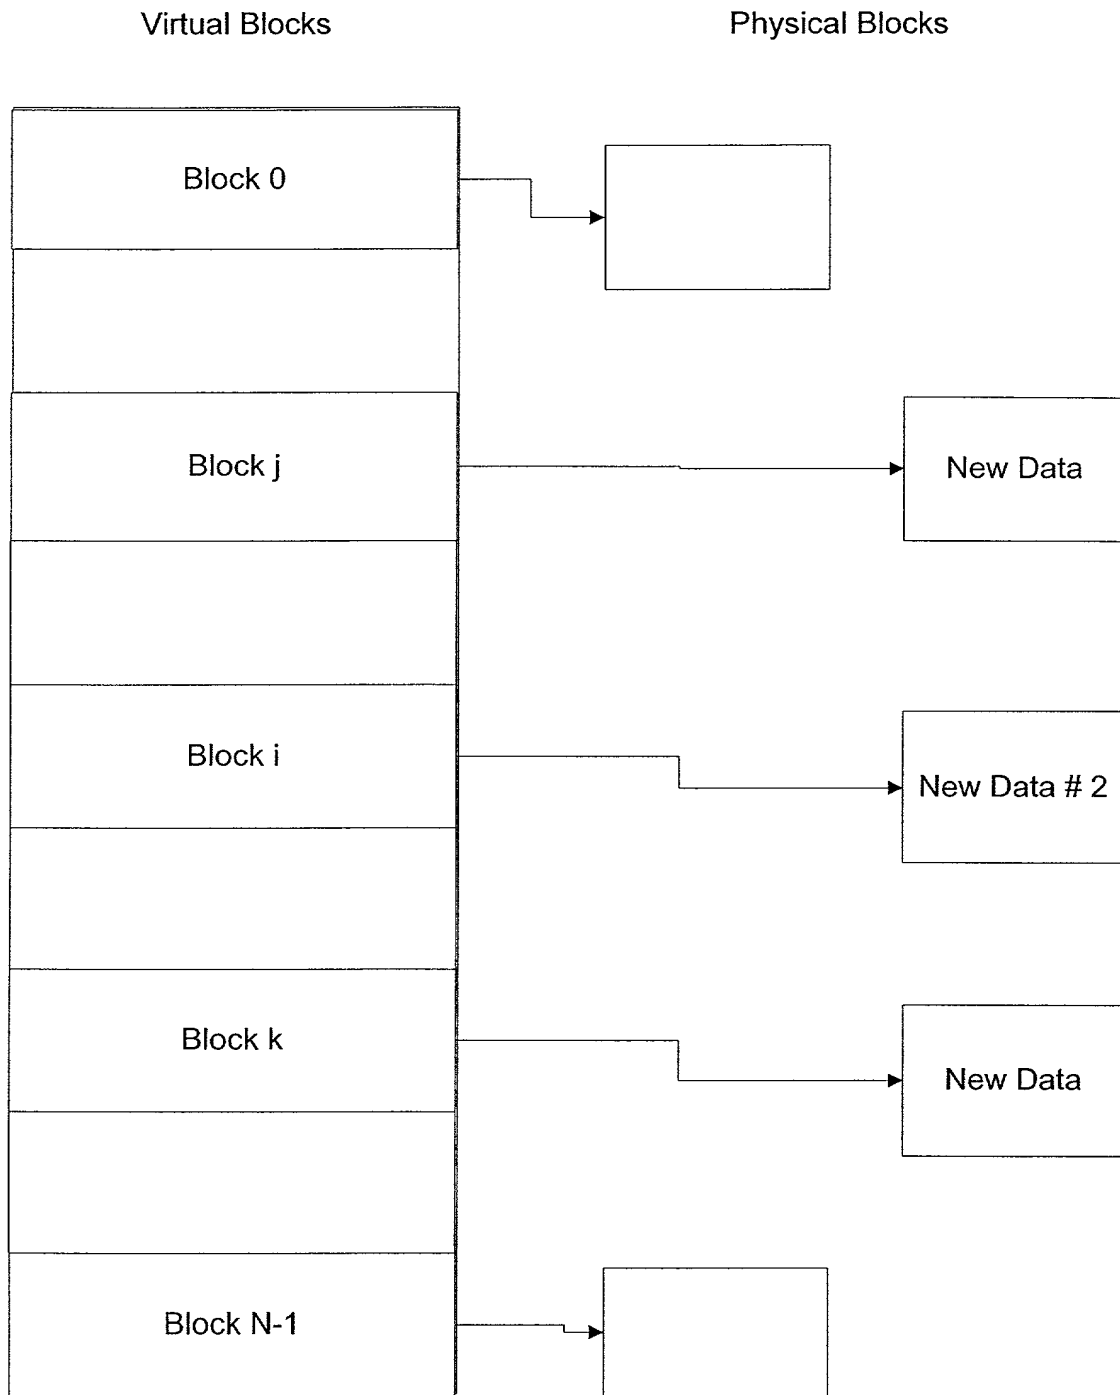 Virtual Blocks
Physical Blocks
Block 0
Block j
New Data
Block i
New Data # 2
Block k
New Data
Block N-1